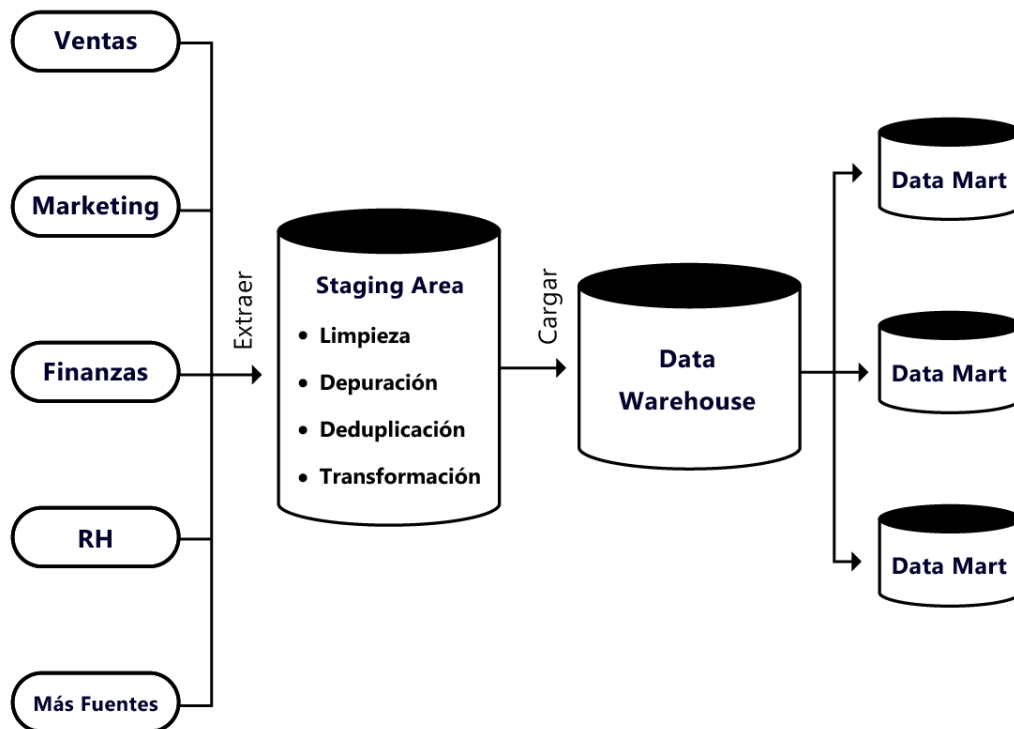 Ventas
Marketing
Finanzas
RH
Más Fuentes
Extraer
Staging Area
• Limpieza
• Depuración
• Deduplicación
• Transformación
Cargar
Data
Warehouse
Data Mart
Data Mart
Data Mart